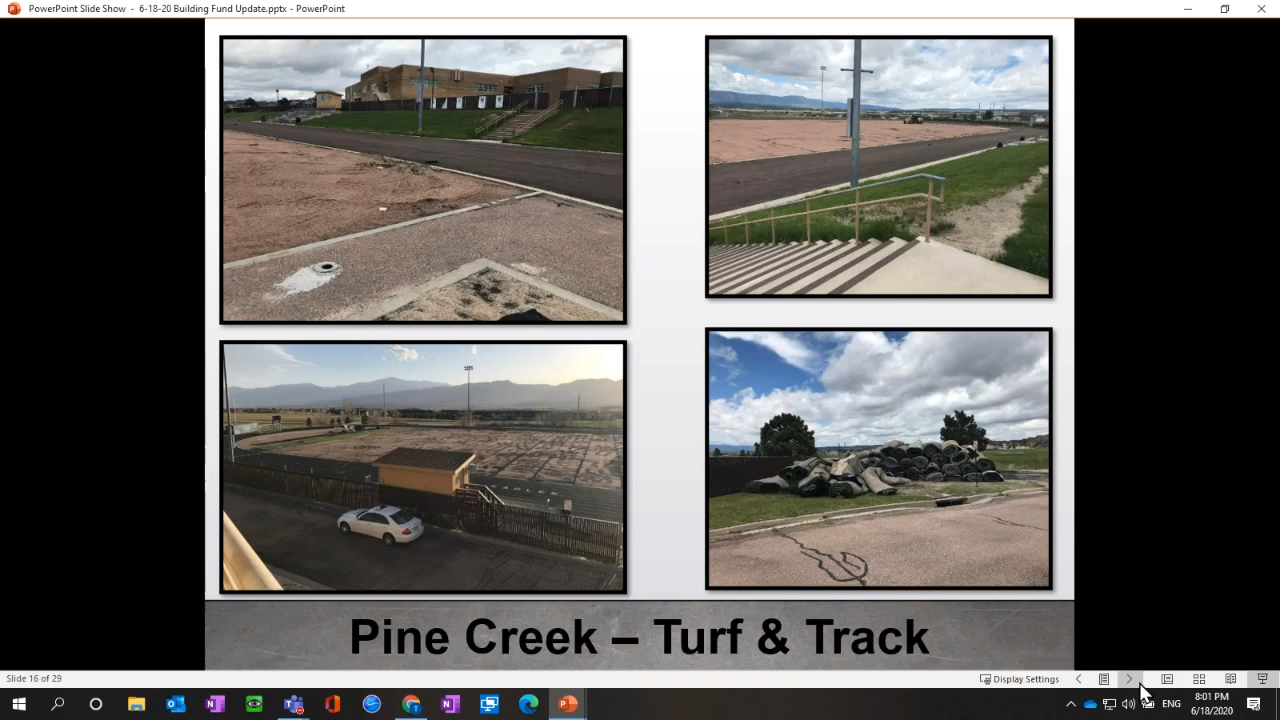 PowerPoint Slide Show - 6-18-20 Building Fund Update.pptx - PowerPoint
EAGLES
Pine Creek – Turf & Track
Slide 16 of 29
Display Settings
ENG
8:01 PM
6/18/2020